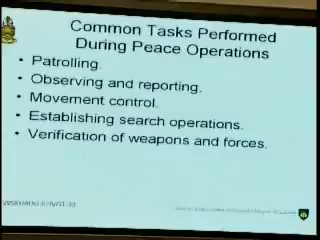 Common Tasks Performed
During Peace Operations
• Patrolling.
• Observing and reporting.
• Movement control.
• Establishing search operations.
• Verification of weapons and forces.